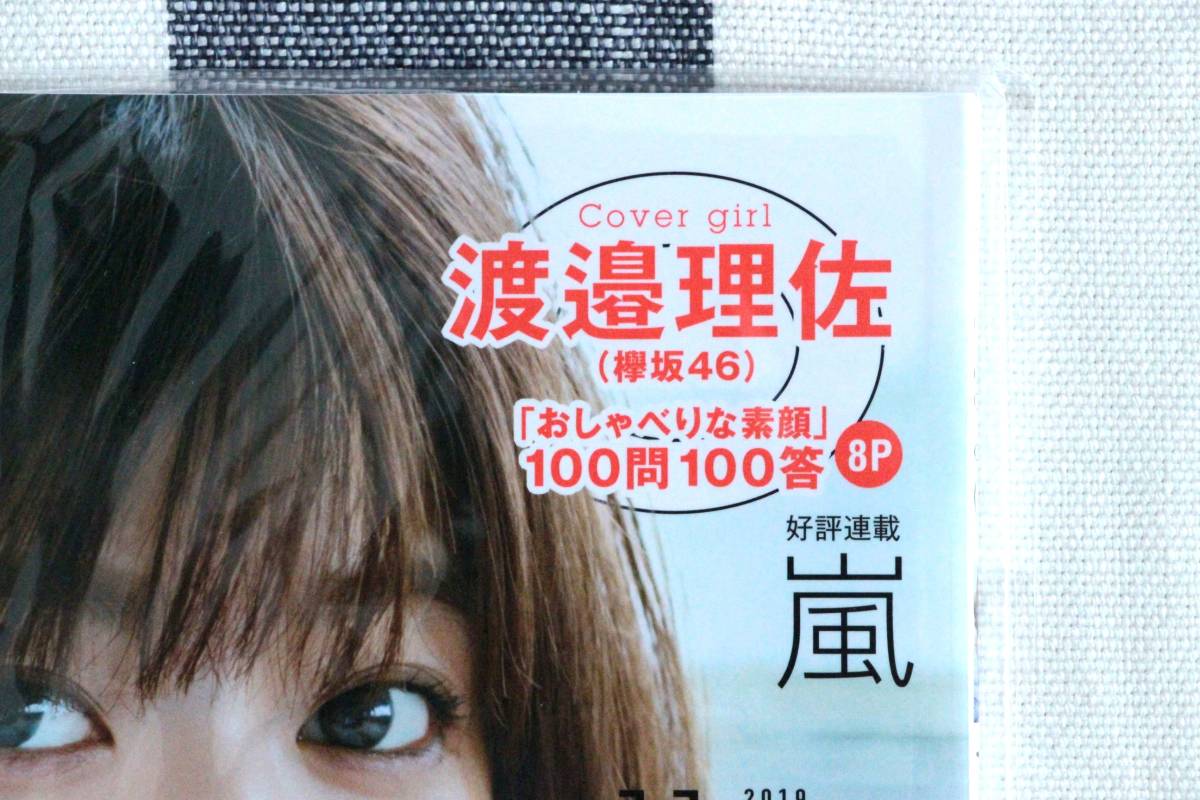 Cover girl
渡邉理佐
(欅坂46)
「おしゃべりな素顔」
100問100答
8P
好評連載
嵐
2019